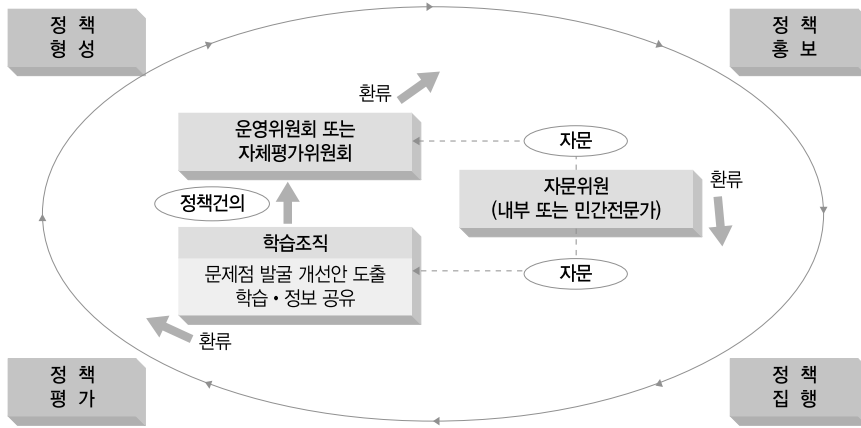 정 책
형 성
정 책
홍 보
환류
운영위원회 또는
자체평가위원회
자문
정책건의
자문위원
(내부 또는 민간전문가)
환류
학습조직
문제점 발굴 개선안 도출
학습·정보 공유
자문
환류
정 책
평 가
정 책
집 행